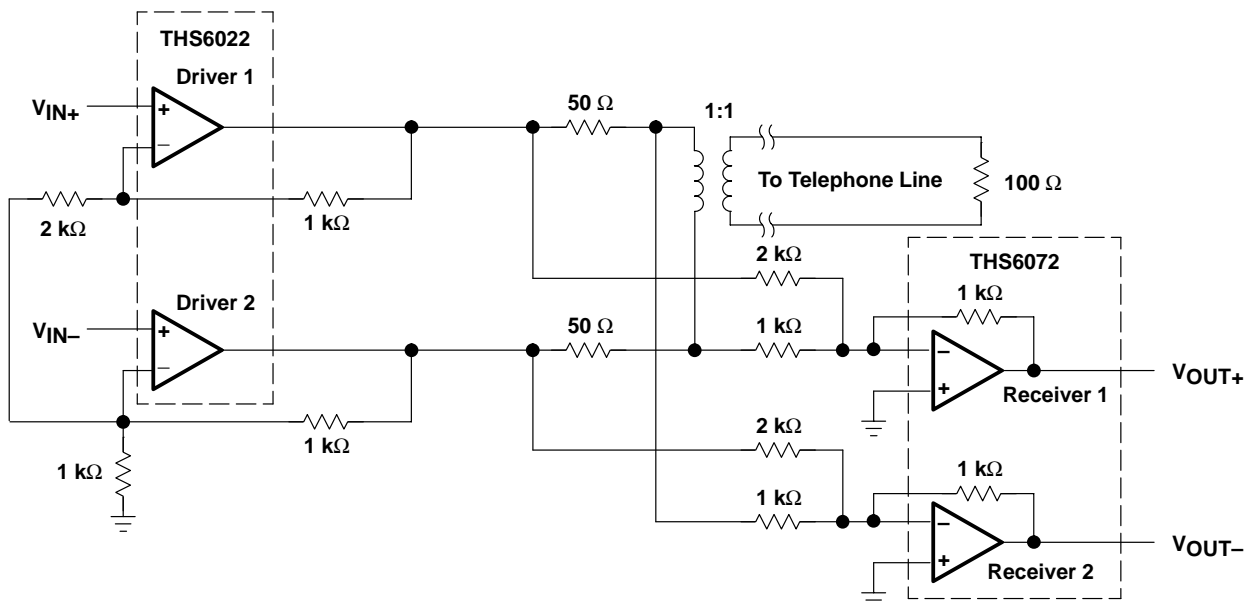 THS6022
Driver 1
VIN+
50 Ω
1:1
To Telephone Line
100 Ω
2 kΩ
1 kΩ
2 kΩ
THS6072
Driver 2
VIN–
50 Ω
1 kΩ
1 kΩ
Receiver 1
VOUT+
1 kΩ
2 kΩ
1 kΩ
1 kΩ
1 kΩ
Receiver 2
VOUT–
+
–
+
–
–
+
–
+